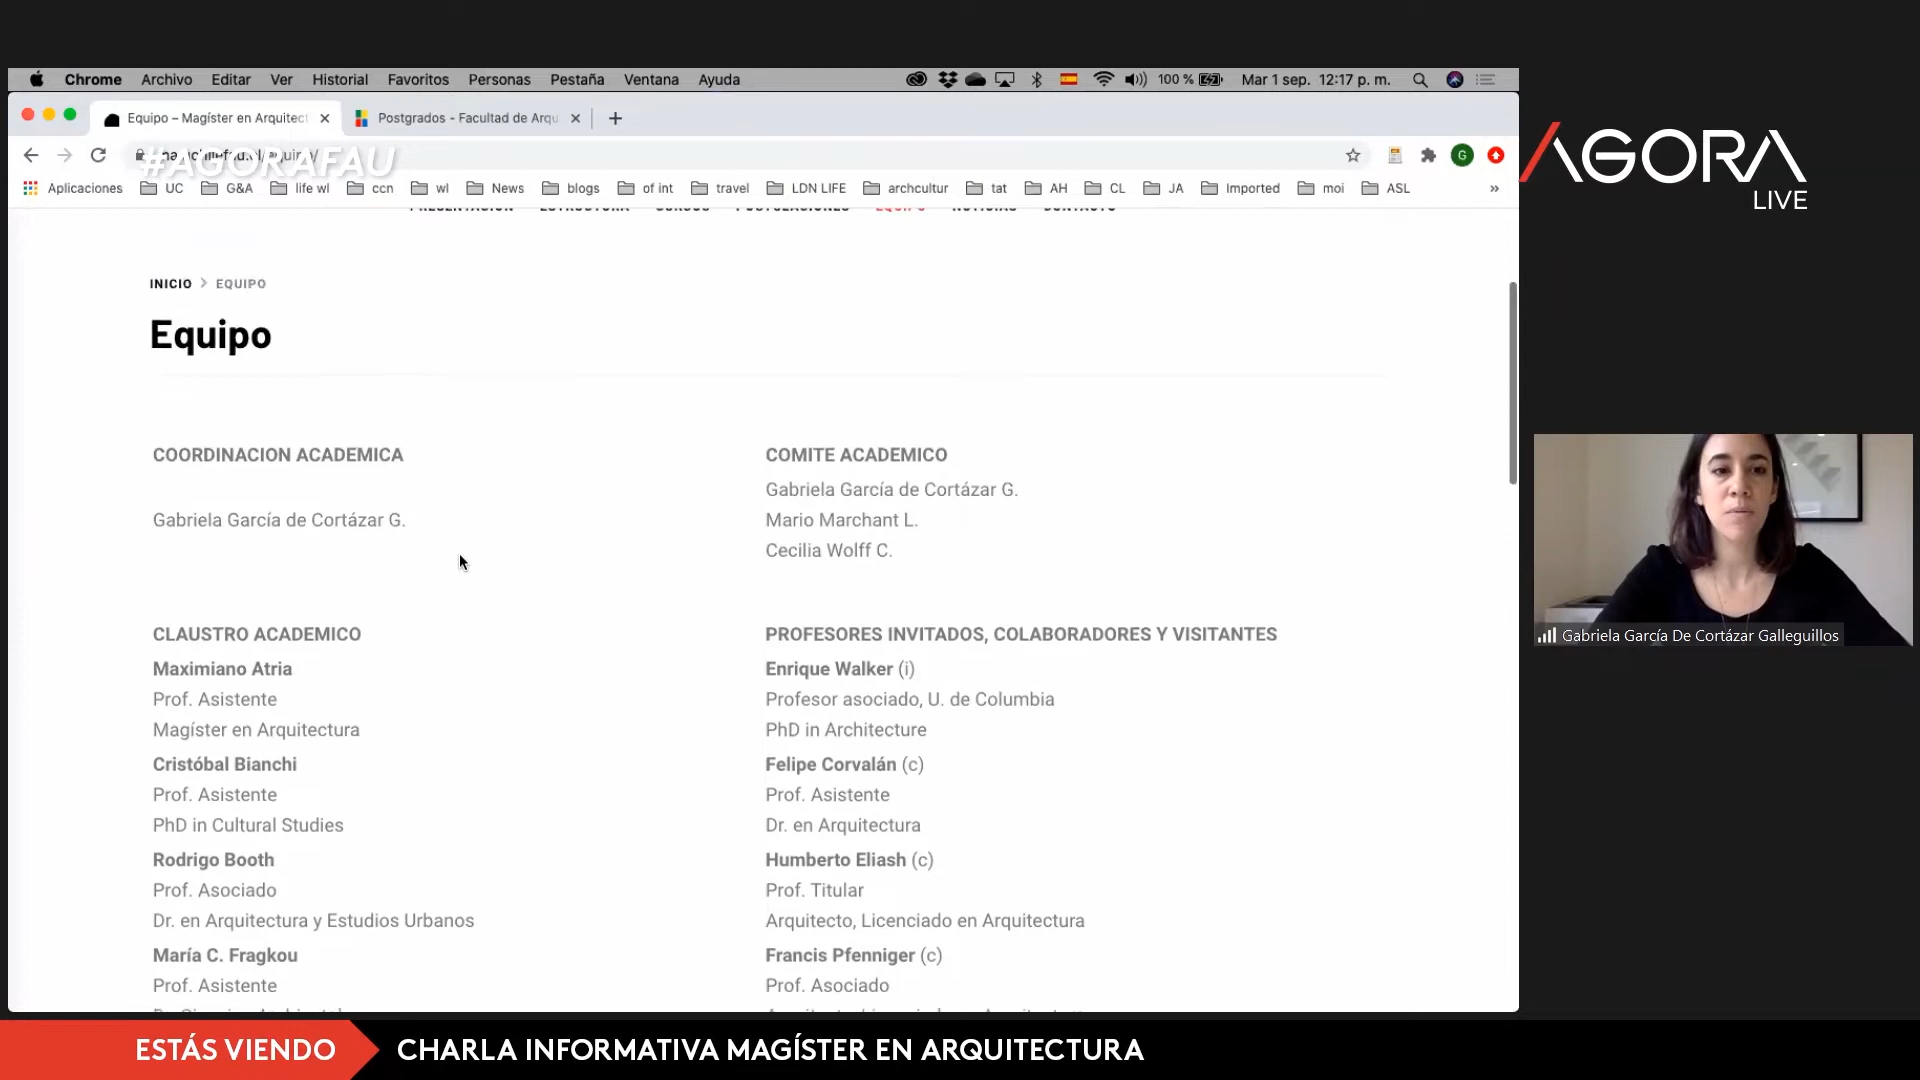 Chrome Archivo Editar Ver Historial Favoritos Personas Pestaña Ventana Ayuda 100 % Mar 1 sep. 12:17 p. m.
Equipo – Magíster en Arquitect Postgrados - Facultad de Arqu
#AGORAFAU
G
Aplicaciones UC G&A life wl ccn wl News blogs of int travel LDN LIFE archcultur tat AH CL JA Imported moi ASL »
PRESENTACIÓN ESTRUCTURA CURSOS POSTULACIONES EQUIPO NOTICIAS CONTACTO
INICIO > EQUIPO
Equipo
COORDINACION ACADEMICA
Gabriela García de Cortázar G.
COMITE ACADEMICO
Gabriela García de Cortázar G.
Mario Marchant L.
Cecilia Wolff C.
CLAUSTRO ACADEMICO
Maximiano Atria
Prof. Asistente
Magíster en Arquitectura
Cristóbal Bianchi
Prof. Asistente
PhD in Cultural Studies
Rodrigo Booth
Prof. Asociado
Dr. en Arquitectura y Estudios Urbanos
María C. Fragkou
Prof. Asistente
PROFESORES INVITADOS, COLABORADORES Y VISITANTES
Enrique Walker (i)
Profesor asociado, U. de Columbia
PhD in Architecture
Felipe Corvalán (c)
Prof. Asistente
Dr. en Arquitectura
Humberto Eliash (c)
Prof. Titular
Arquitecto, Licenciado en Arquitectura
Francis Pfenniger (c)
Prof. Asociado
AGORA
LIVE
Gabriela García De Cortázar Galleguillos
ESTÁS VIENDO CHARLA INFORMATIVA MAGÍSTER EN ARQUITECTURA